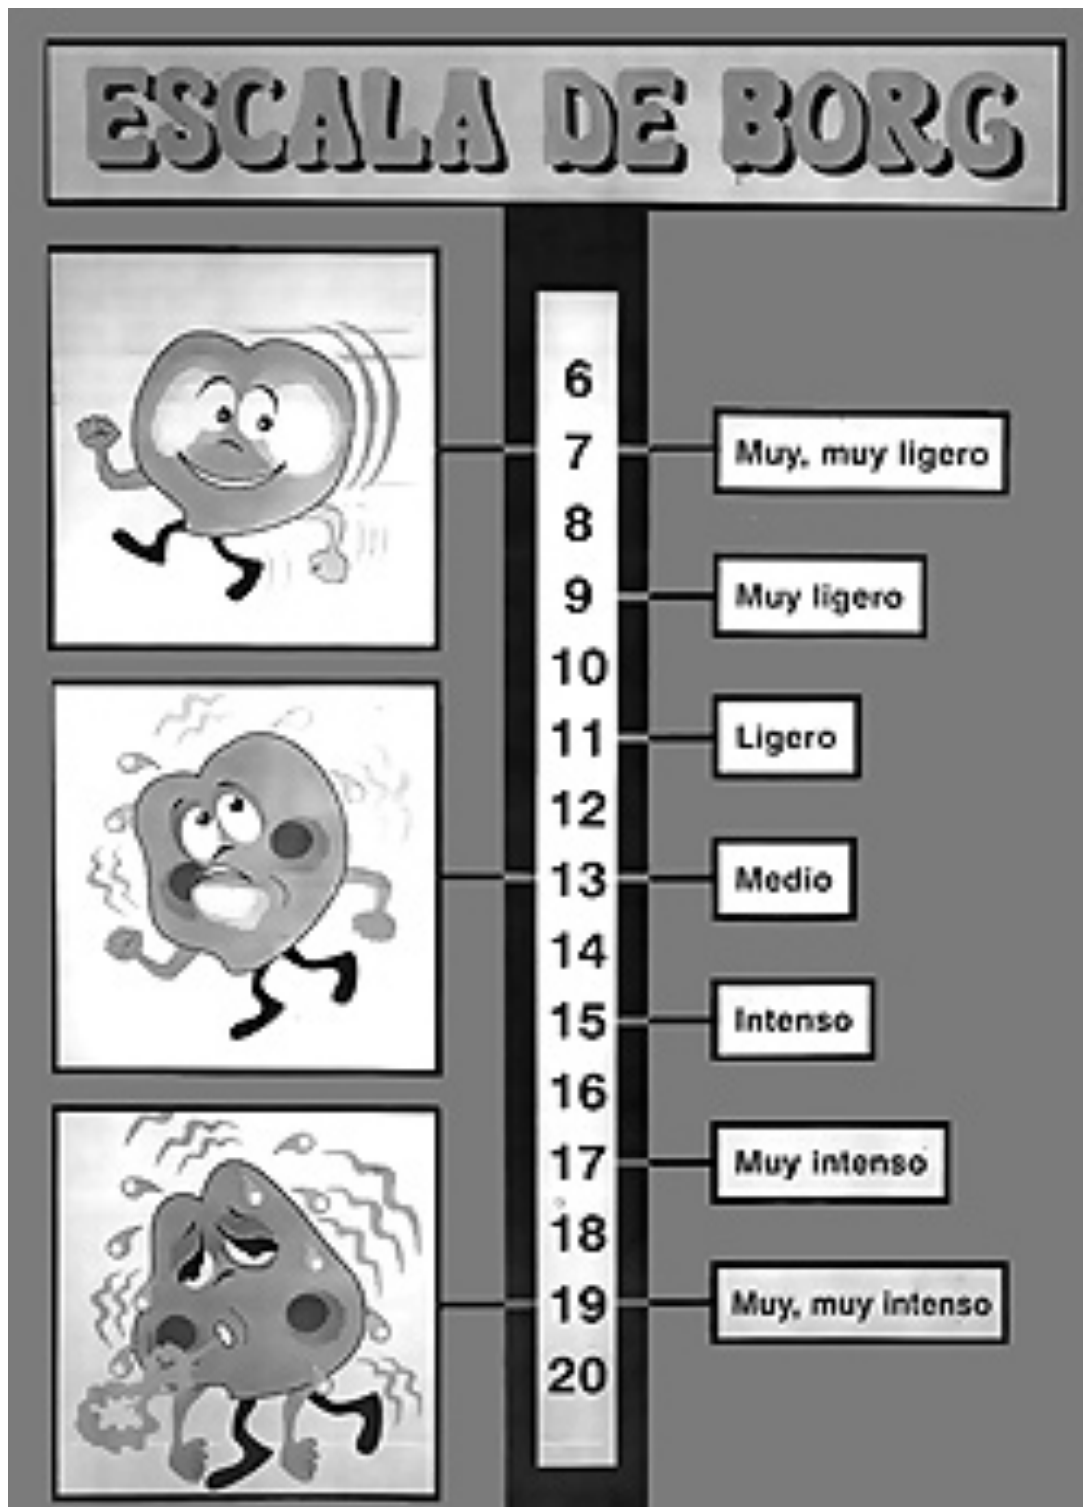 ESCALA DE BORG
6
7 Muy, muy ligero
8
9 Muy ligero
10
11 Ligero
12
13 Medio
14
15 Intenso
16
17 Muy intenso
18
19 Muy, muy intenso
20